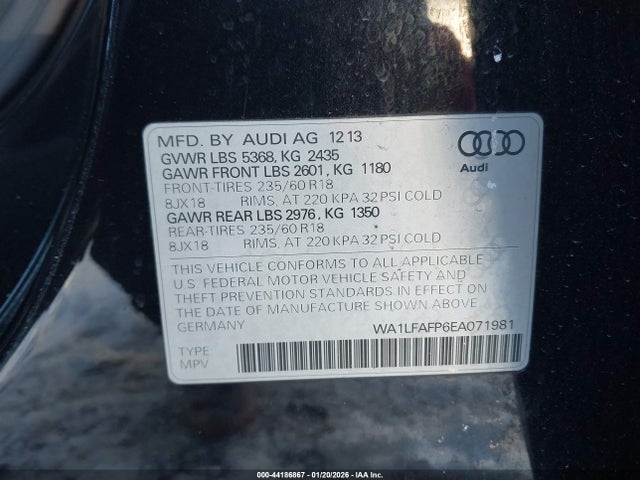 MFD. BY AUDI AG 12 13
GVWR LBS 5368, KG 2435
GAWR FRONT LBS 2601, KG 1180
FRONT-TIRES 235/60 R18
8JX18 RIMS, AT 220 KPA 32 PSI COLD
GAWR REAR LBS 2976, KG 1350
REAR-TIRES 235/60 R18
8JX18 RIMS, AT 220 KPA 32 PSI COLD
Audi
THIS VEHICLE CONFORMS TO ALL APPLICABLE
U.S. FEDERAL MOTOR VEHICLE SAFETY AND
THEFT PREVENTION STANDARDS IN EFFECT ON
THE DATE OF MANUFACTURE SHOWN ABOVE
GERMANY WA1LFAFP6EA071981
TYPE:
MPV
000-44186867 - 01/20/2026 - IAA Inc.